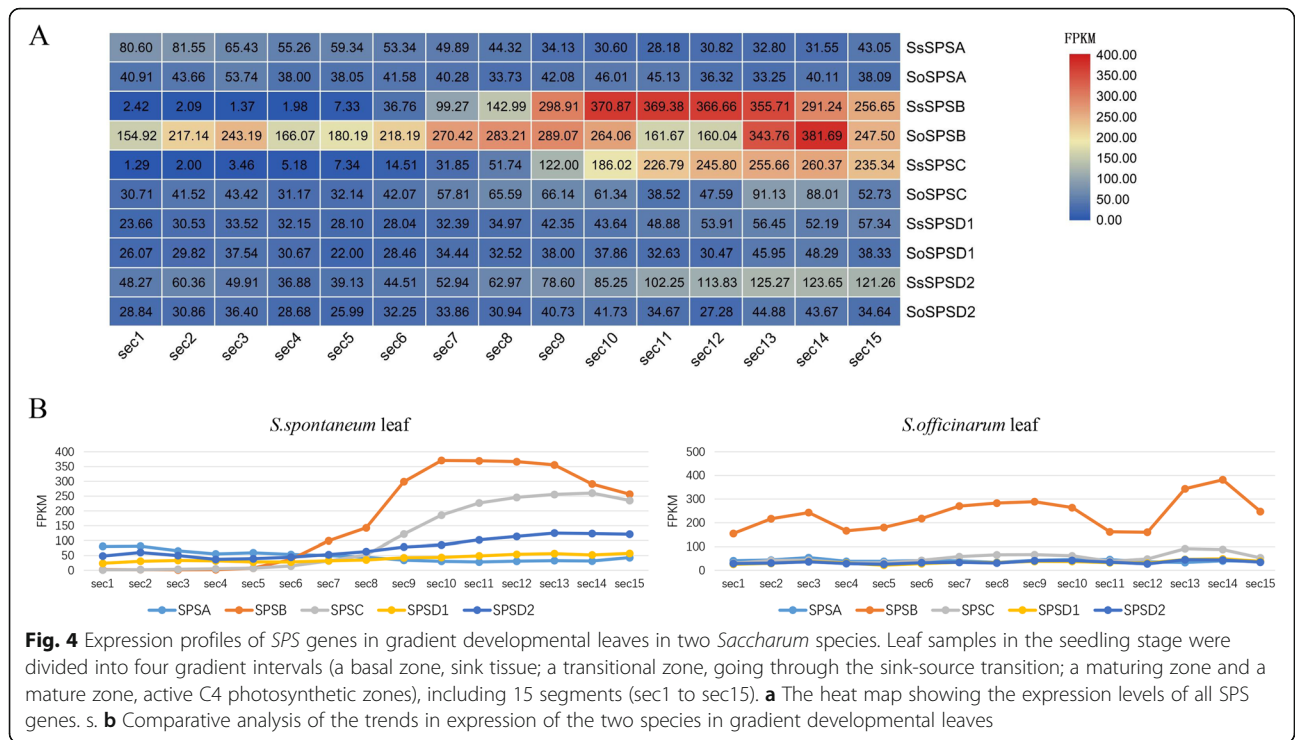 A
80.60 81.55 65.43 55.26 59.34 53.34 49.89 44.32 34.13 30.60 28.18 30.82 32.80 31.55 43.05 SsSPSA
40.91 43.66 53.74 38.00 38.05 41.58 40.28 33.73 42.08 46.01 45.13 36.32 33.25 40.11 38.09 SoSPSA
2.42 2.09 1.37 1.98 7.33 36.76 99.27 142.99 298.91 370.87 369.38 366.66 355.71 291.24 256.65 SsSPSB
154.92 217.14 243.19 166.07 180.19 218.19 270.42 283.21 289.07 264.06 161.67 160.04 343.76 381.69 247.50 SoSPSB
1.29 2.00 3.46 5.18 7.34 14.51 31.85 51.74 122.00 186.02 226.79 245.80 255.66 260.37 235.34 SsSPSC
30.71 41.52 43.42 31.17 32.14 42.07 57.81 65.59 66.14 61.34 38.52 47.59 91.13 88.01 52.73 SoSPSC
23.66 30.53 33.52 32.15 28.10 28.04 32.39 34.97 42.35 43.64 48.88 53.91 56.45 52.19 57.34 SsSPSD1
26.07 29.82 37.54 30.67 22.00 28.46 34.44 32.52 38.00 37.86 32.63 30.47 45.95 48.29 38.33 SoSPSD1
48.27 60.36 49.91 36.88 39.13 44.51 52.94 62.97 78.60 85.25 102.25 113.83 125.27 123.65 121.26 SsSPSD2
28.84 30.86 36.40 28.68 25.99 32.25 33.86 30.94 40.73 41.73 34.67 27.28 44.88 43.67 34.64 SoSPSD2
sec1 sec2 sec3 sec4 sec5 sec6 sec7 sec8 sec9 sec10 sec11 sec12 sec13 sec14 sec15
FPKM
400.00
350.00
300.00
250.00
200.00
150.00
100.00
50.00
0.00
B
S.spontaneum leaf
FPKM
400
350
300
250
200
150
100
50
0
sec1 sec2 sec3 sec4 sec5 sec6 sec7 sec8 sec9 sec10 sec11 sec12 sec13 sec14 sec15
SPSA SPSB SPSC SPSD1 SPSD2
S.officinarum leaf
FPKM
500
400
300
200
100
0
sec1 sec2 sec3 sec4 sec5 sec6 sec7 sec8 sec9 sec10 sec11 sec12 sec13 sec14 sec15
SPSA SPSB SPSC SPSD1 SPSD2
Fig. 4 Expression profiles of SPS genes in gradient developmental leaves in two Saccharum species. Leaf samples in the seedling stage were
divided into four gradient intervals (a basal zone, sink tissue; a transitional zone, going through the sink-source transition; a maturing zone and a
mature zone, active C4 photosynthetic zones), including 15 segments (sec1 to sec15). a The heat map showing the expression levels of all SPS
genes. s. b Comparative analysis of the trends in expression of the two species in gradient developmental leaves